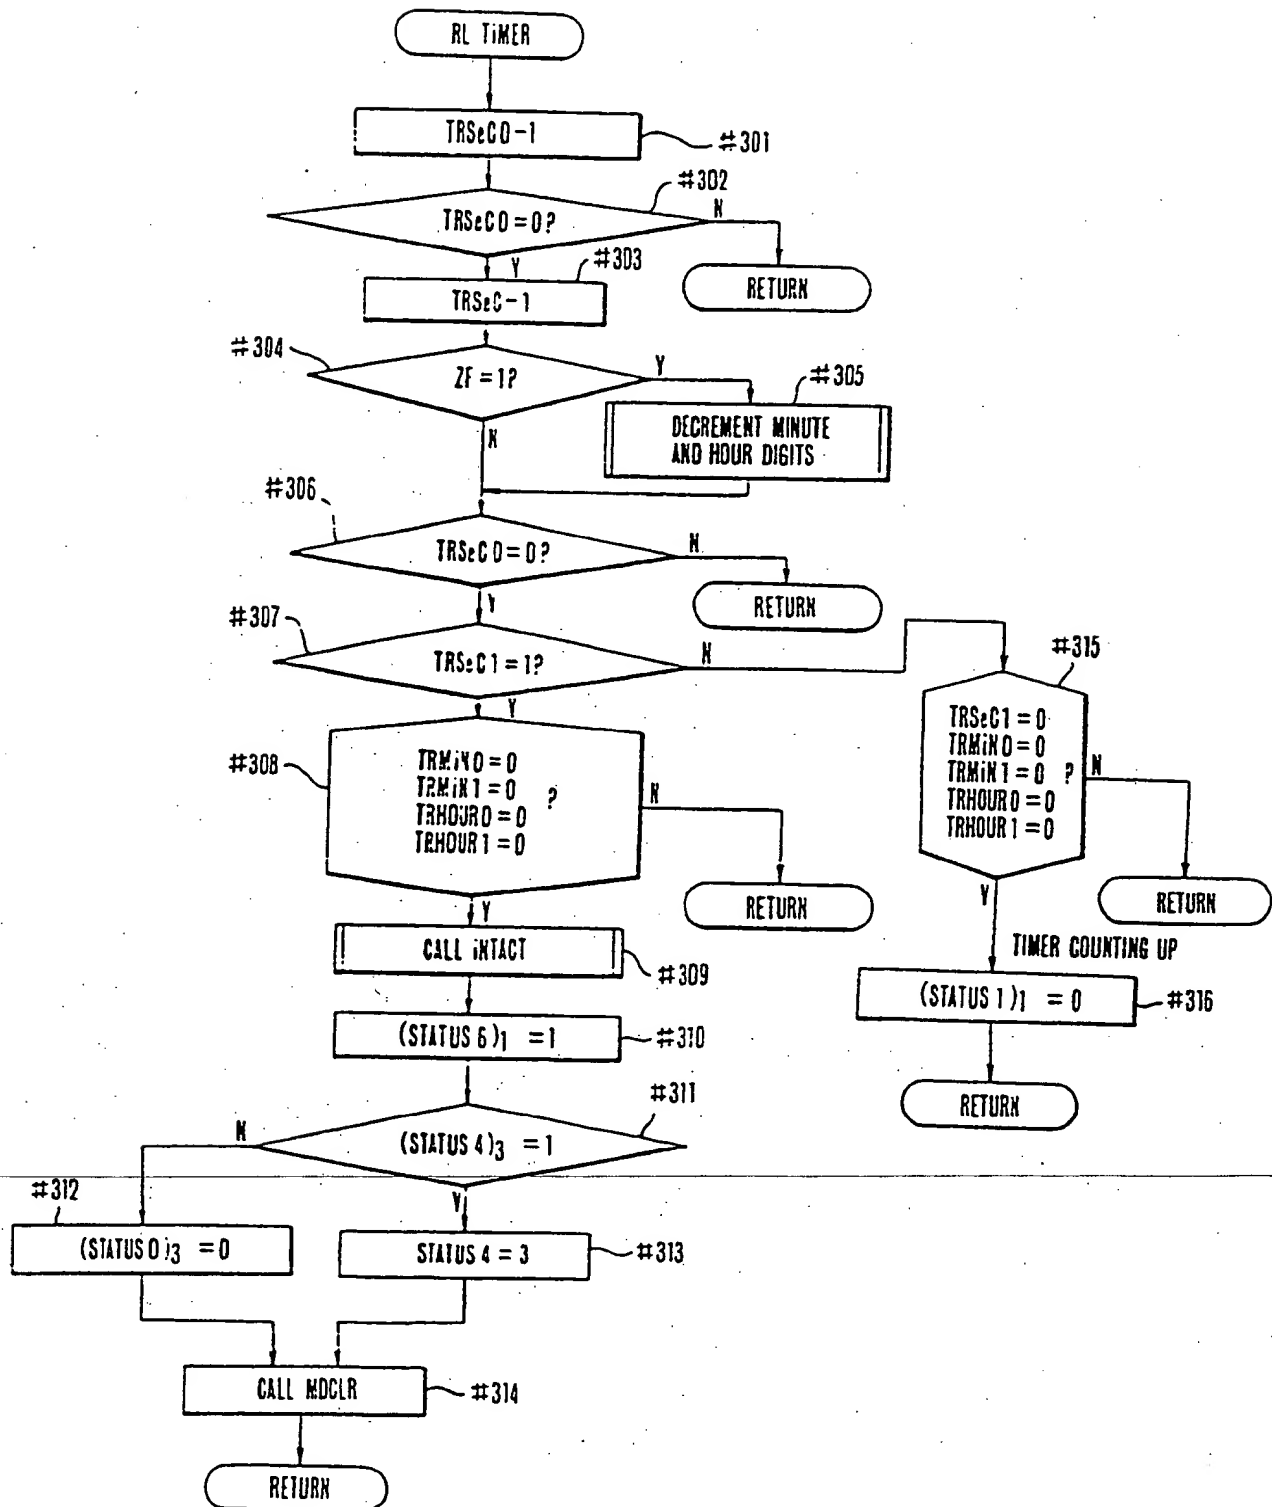 RL TiMER
TRSeC0-1
#301
#302
TRSeC0=0?
N
RETURN
Y
#303
TRSeC-1
#304
ZF=1?
Y
#305
DECREMENT MINUTE
AND HOUR DIGITS
N
#306
TRSeC0=0?
N
RETURN
Y
#307
TRSeC1=1?
N
#315
TRSeC1=0
TRMiN0=0
TRMiN1=0 ?
TRHOUR0=0
TRHOUR1=0
N
RETURN
Y
TIMER COUNTING UP
(STATUS 1)1 = 0
#316
RETURN
Y
#308
TRMiN0=0
TRMiN1=0
?
TRHOUR0=0
TRHOUR1=0
N
RETURN
Y
CALL iNTACT
#309
(STATUS 6)1 =1
#310
#311
(STATUS 4)3 =1
N
#312
(STATUS 0)3 =0
Y
STATUS 4=3
#313
CALL MDCLR
#314
RETURN